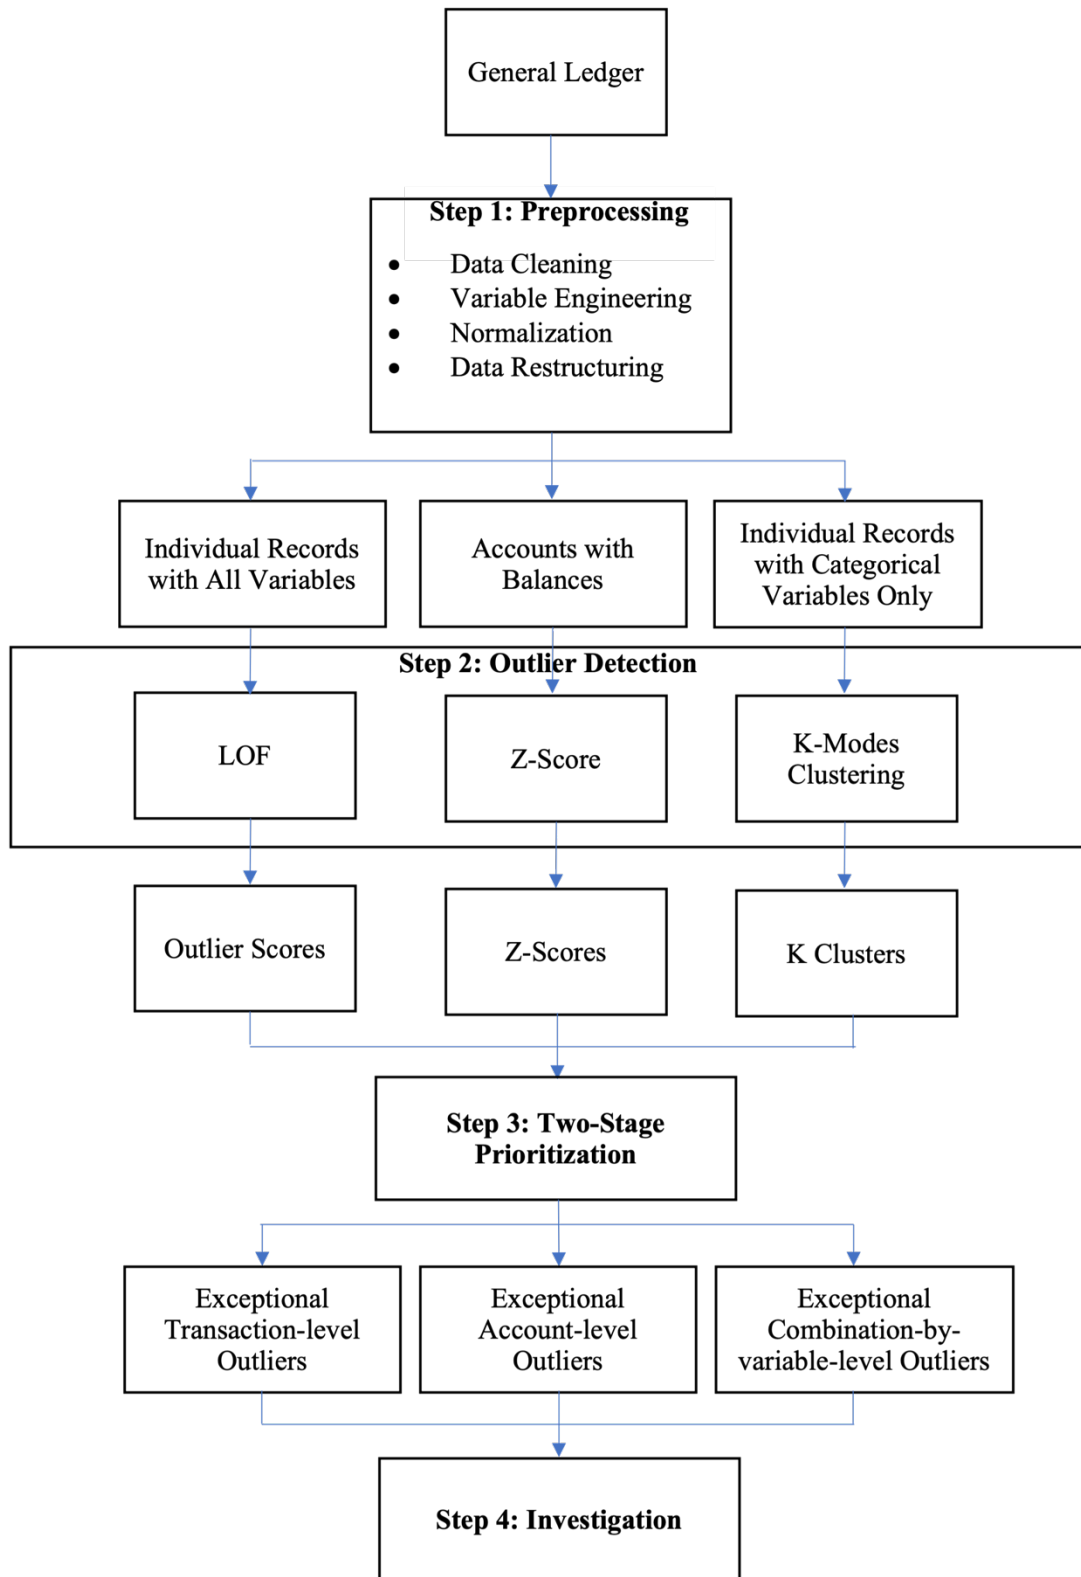 General Ledger
Step 1: Preprocessing
• Data Cleaning
• Variable Engineering
• Normalization
• Data Restructuring
Individual Records
with All Variables
Accounts with
Balances
Individual Records
with Categorical
Variables Only
Step 2: Outlier Detection
LOF
Z-Score
K-Modes
Clustering
Outlier Scores
Z-Scores
K Clusters
Step 3: Two-Stage
Prioritization
Exceptional
Transaction-level
Outliers
Exceptional
Account-level
Outliers
Exceptional
Combination-by-
variable-level Outliers
Step 4: Investigation